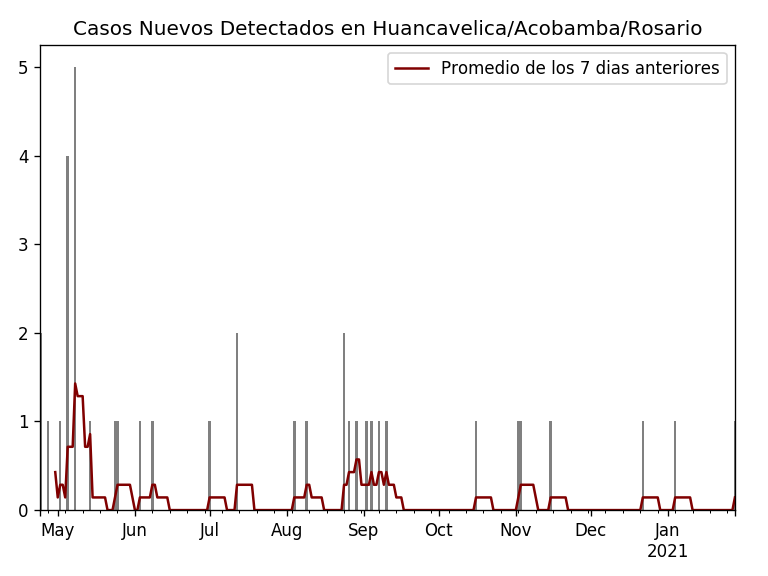 Casos Nuevos Detectados en Huancavelica/Acobamba/Rosario
Promedio de los 7 dias anteriores
5
4
3
2
1
0
May Jun Jul Aug Sep Oct Nov Dec Jan
2021